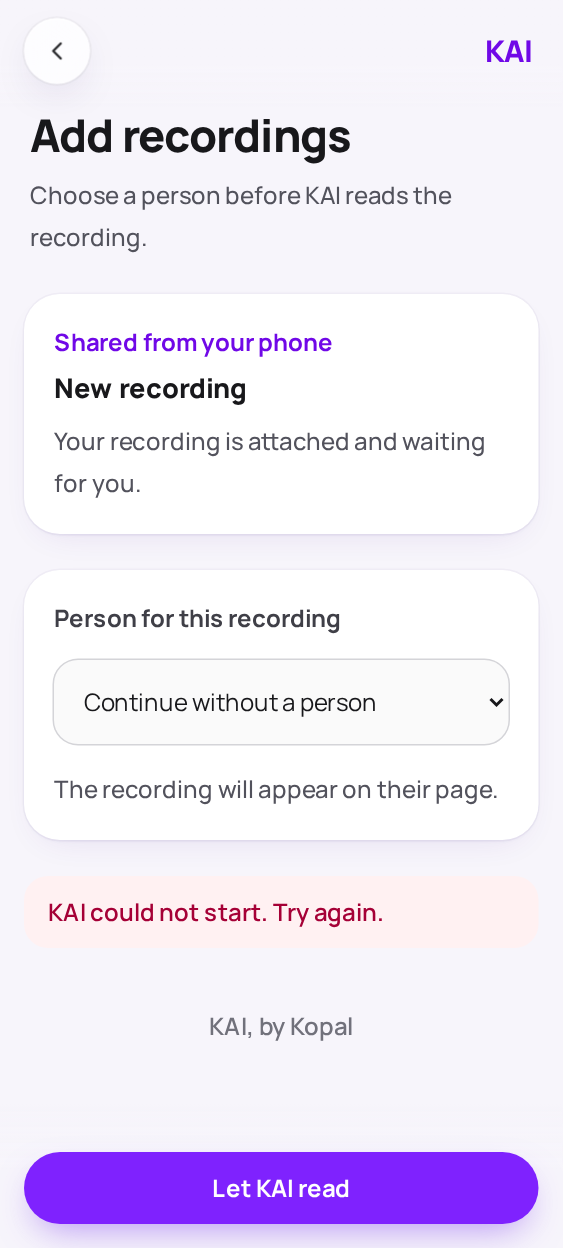 KAI
Add recordings
Choose a person before KAI reads the
recording.
Shared from your phone
New recording
Your recording is attached and waiting
for you.
Person for this recording
Continue without a person
The recording will appear on their page.
KAI could not start. Try again.
KAI, by Kopal
Let KAI read